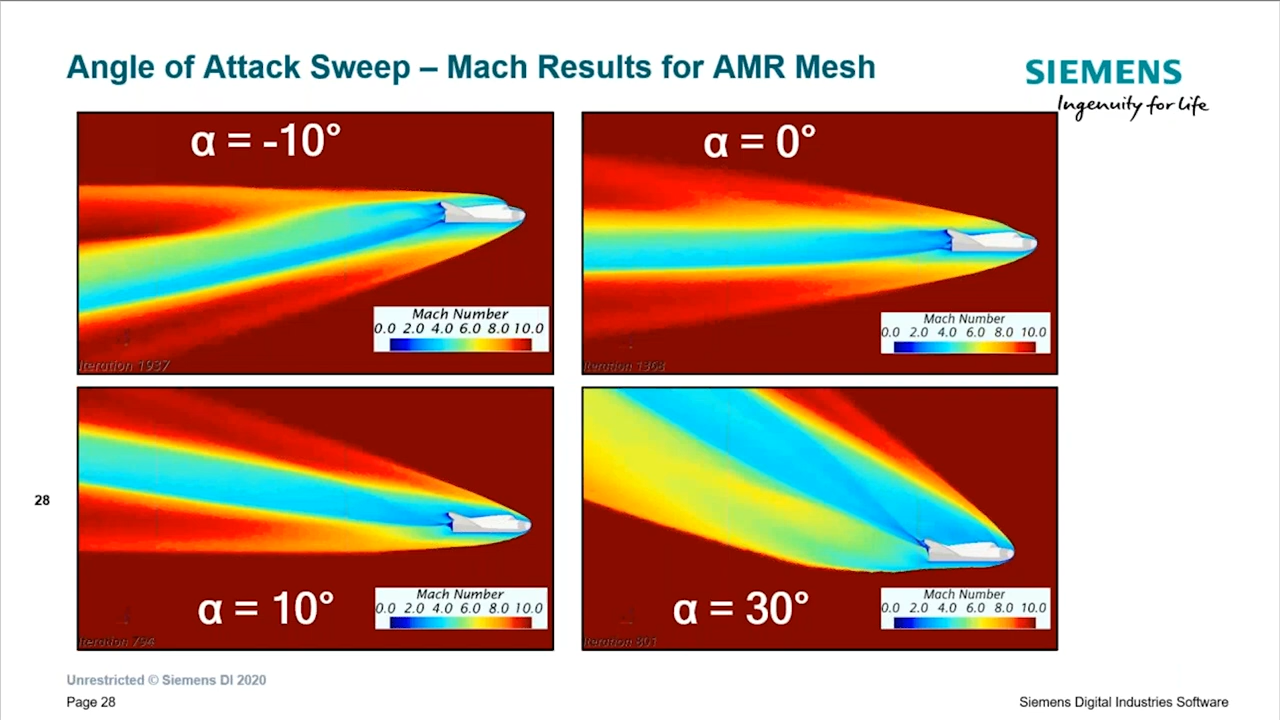 Angle of Attack Sweep – Mach Results for AMR Mesh
SIEMENS
Ingenuity for life
α = -10°
Mach Number
0.0 2.0 4.0 6.0 8.0 10.0
Iteration 1937
α = 0°
Mach Number
0.0 2.0 4.0 6.0 8.0 10.0
Iteration 1368
α = 10°
Mach Number
0.0 2.0 4.0 6.0 8.0 10.0
Iteration 794
α = 30°
Mach Number
0.0 2.0 4.0 6.0 8.0 10.0
Iteration 801
28
Unrestricted © Siemens DI 2020
Page 28
Siemens Digital Industries Software